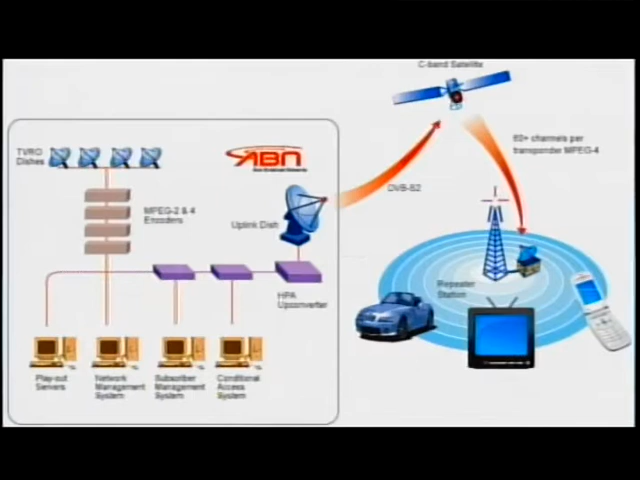 C-band Satellite
TVRO
Dishes
ABN
60+ channels per
transponder MPEG-4
DVB-S2
MPEG-2 & 4
Encoders
Uplink Dish
Repeater
Station
HPA
Upconverter
Play-out
Servers
Network
Management
System
Subscriber
Management
System
Conditional
Access
System